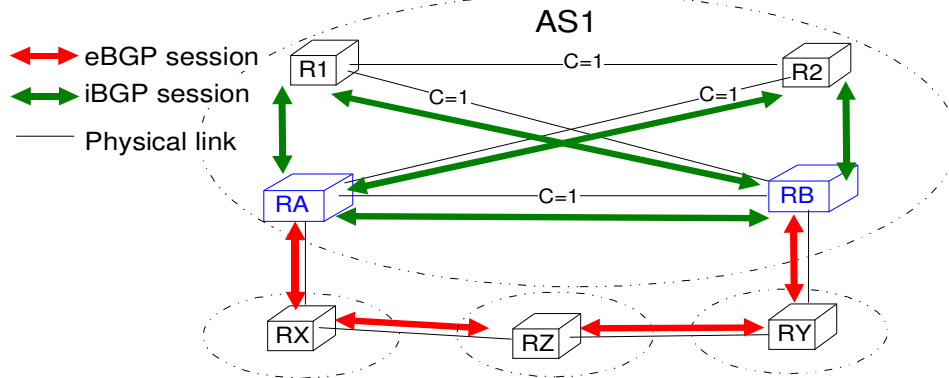 AS1
eBGP session
iBGP session
Physical link
R1
C=1
R2
C=1
C=1
RA
C=1
RB
RX
RZ
RY